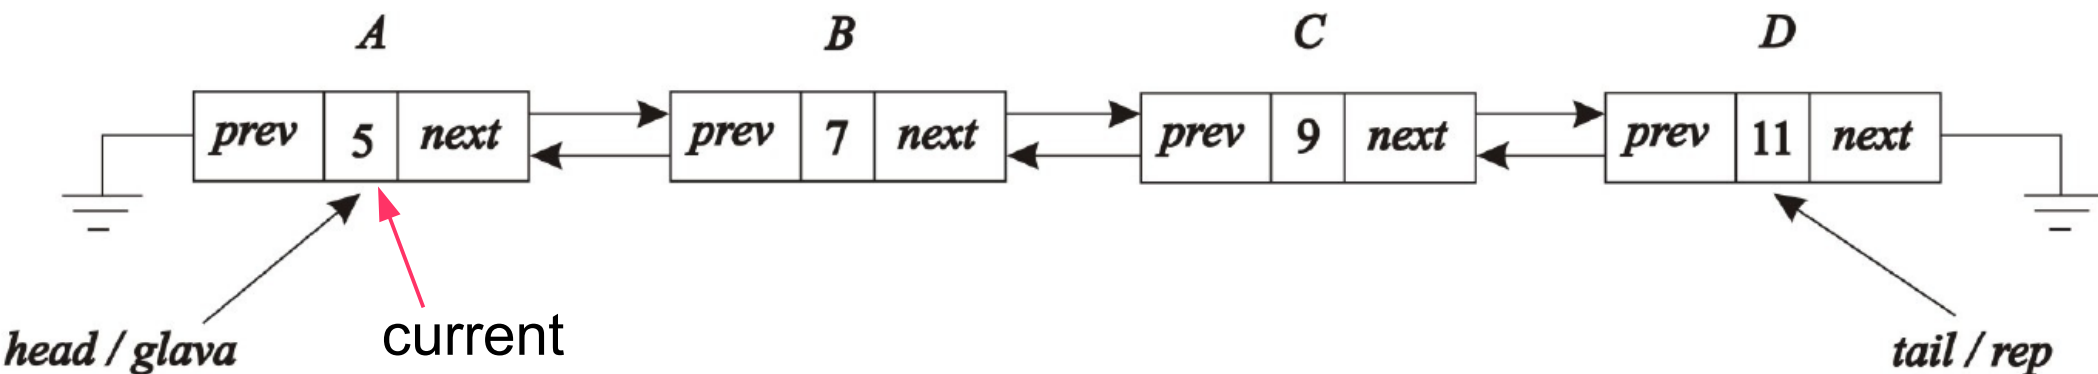 A B C D
prev 5 next prev 7 next prev 9 next prev 11 next
head / glava current tail / rep